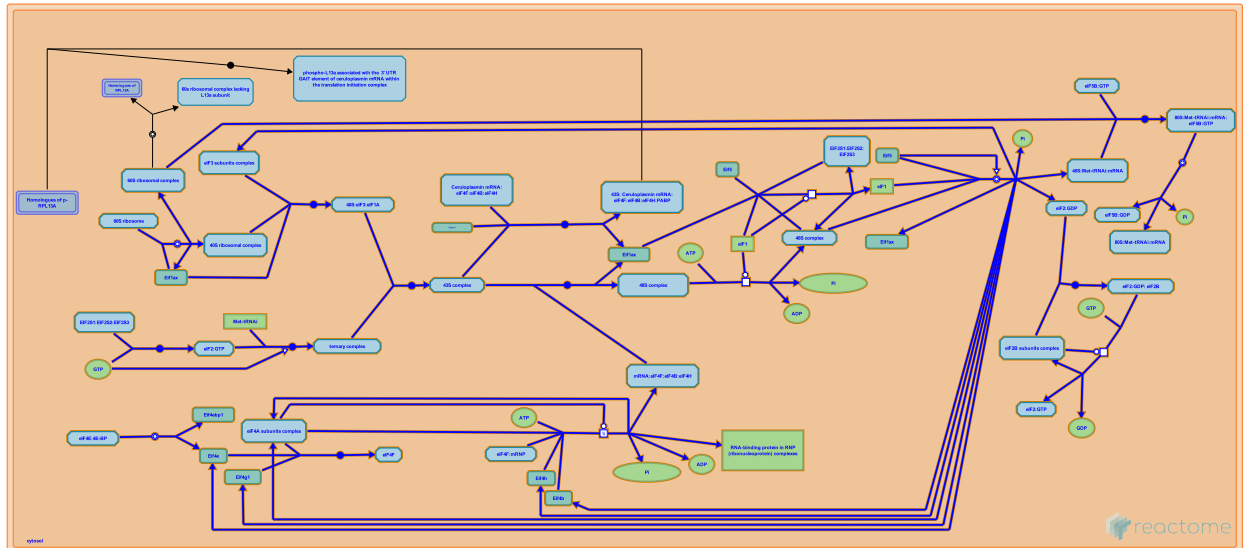 phospho-L13a associated with the 3' UTR
GAIT element of ceruloplasmin mRNA within
the translation initiation complex
Homologues of
RPL13A
60s ribosomal complex lacking
L13a subunit
eIF5B:GTP
80S:Met-tRNAi:mRNA:
eIF5B:GTP
Pi
EIF2S1:EIF2S2:
EIF2S3
Eif5
eIF3 subunits complex
Eif5
48S:Met-tRNAi:mRNA
60S ribosomal complex
Ceruloplasmin mRNA:
eIF4F:eIF4B:eIF4H
43S: Ceruloplasmin mRNA:
eIF4F:eIF4B:eIF4H:PABP
eIF1
Homologues of p-
RPL13A
40S:eIF3:eIF1A
eIF2:GDP
eIF5B:GDP
Pi
80S ribosome
40S ribosomal complex
eIF1
48S complex
Eif1ax
80S:Met-tRNAi:mRNA
Eif1ax
ATP
Eif1ax
43S complex
48S complex
Pi
eIF2:GDP: eIF2B
ADP
GTP
EIF2S1:EIF2S2:EIF2S3
Met-tRNAi
eIF2:GTP
ternary complex
eIF2B subunits complex
GTP
mRNA:eIF4F:eIF4B:eIF4H
eIF2:GTP
GDP
Eif4ebp1
ATP
eIF4E:4E-BP
eIF4A subunits complex
Eif4e
eIF4F
eIF4F:mRNP
RNA-binding protein in RNP
(ribonucleoprotein) complexes
ADP
Pi
Eif4g1
Eif4h
Eif4b
reactome
cytosol